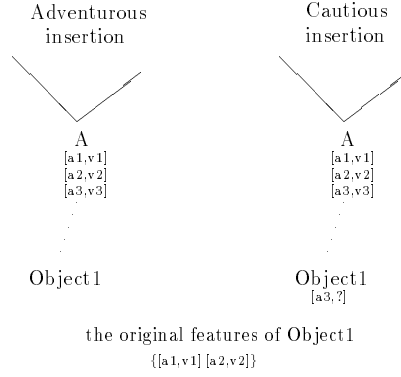 Adventurous
insertion
A
[a1,v1]
[a2,v2]
[a3,v3]
Object1
Cautious
insertion
A
[a1,v1]
[a2,v2]
[a3,v3]
Object1
[a3,?]
the original features of Object1
{[a1,v1] [a2,v2]}